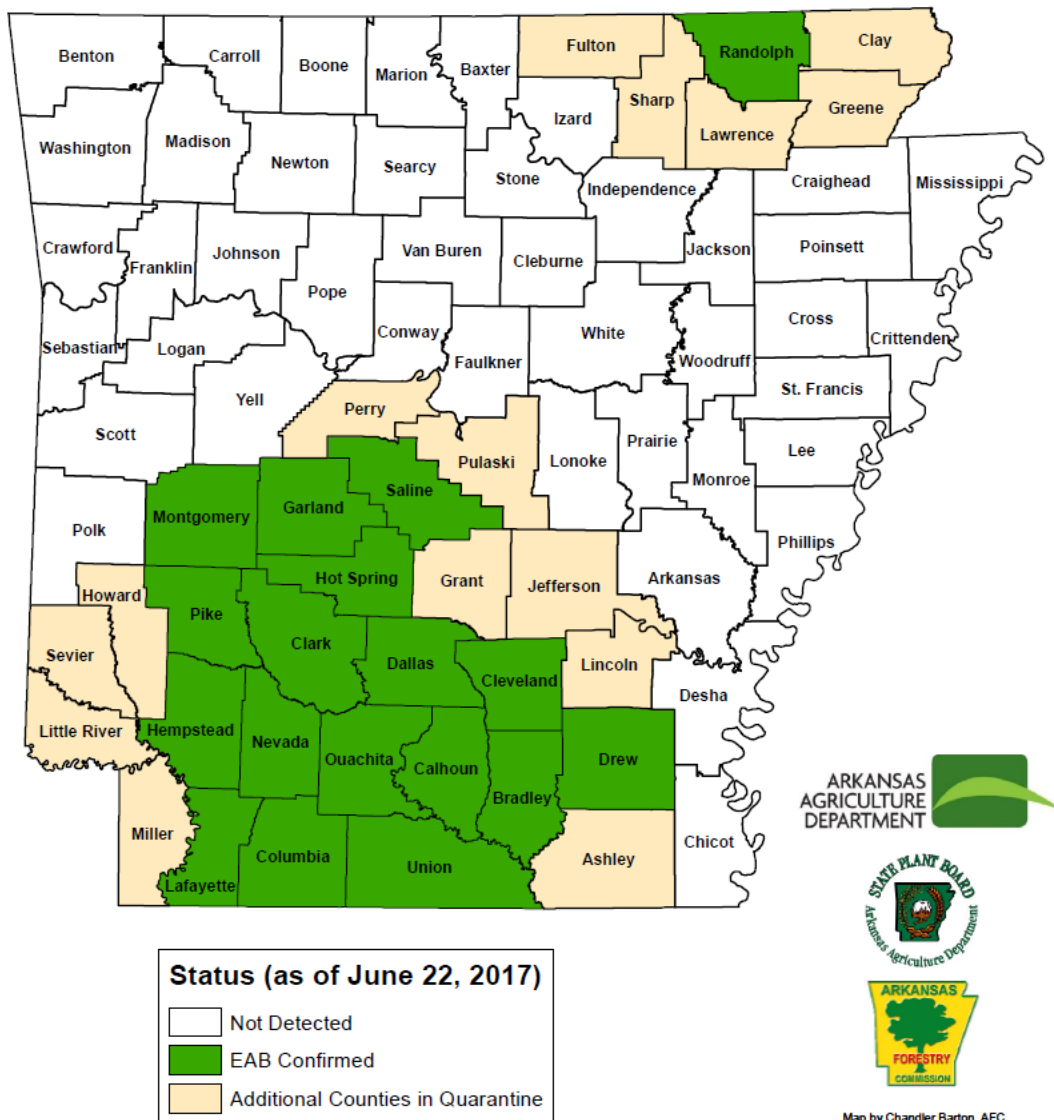 Benton
Carroll
Boone
Marion
Baxter
Fulton
Randolph
Clay
Sharp
Greene
Izard
Lawrence
Washington
Madison
Newton
Searcy
Stone
Independence
Craighead
Mississippi
Crawford
Franklin
Johnson
Van Buren
Cleburne
Jackson
Poinsett
Pope
Conway
White
Cross
Crittenden
Sebastian
Logan
Faulkner
Woodruff
St. Francis
Yell
Perry
Scott
Pulaski
Lonoke
Prairie
Lee
Saline
Monroe
Montgomery
Garland
Polk
Phillips
Hot Spring
Grant
Jefferson
Arkansas
Howard
Pike
Clark
Sevier
Dallas
Lincoln
Cleveland
Desha
Little River
Hempstead
Nevada
Ouachita
Calhoun
Drew
Bradley
Miller
Chicot
Columbia
Union
Ashley
Lafayette
ARKANSAS
AGRICULTURE
DEPARTMENT
STATE PLANT BOARD
Arkansas Agriculture Department
ARKANSAS
FORESTRY
COMMISSION
Status (as of June 22, 2017)
Not Detected
EAB Confirmed
Additional Counties in Quarantine
Map by Chandler Barton, AFC